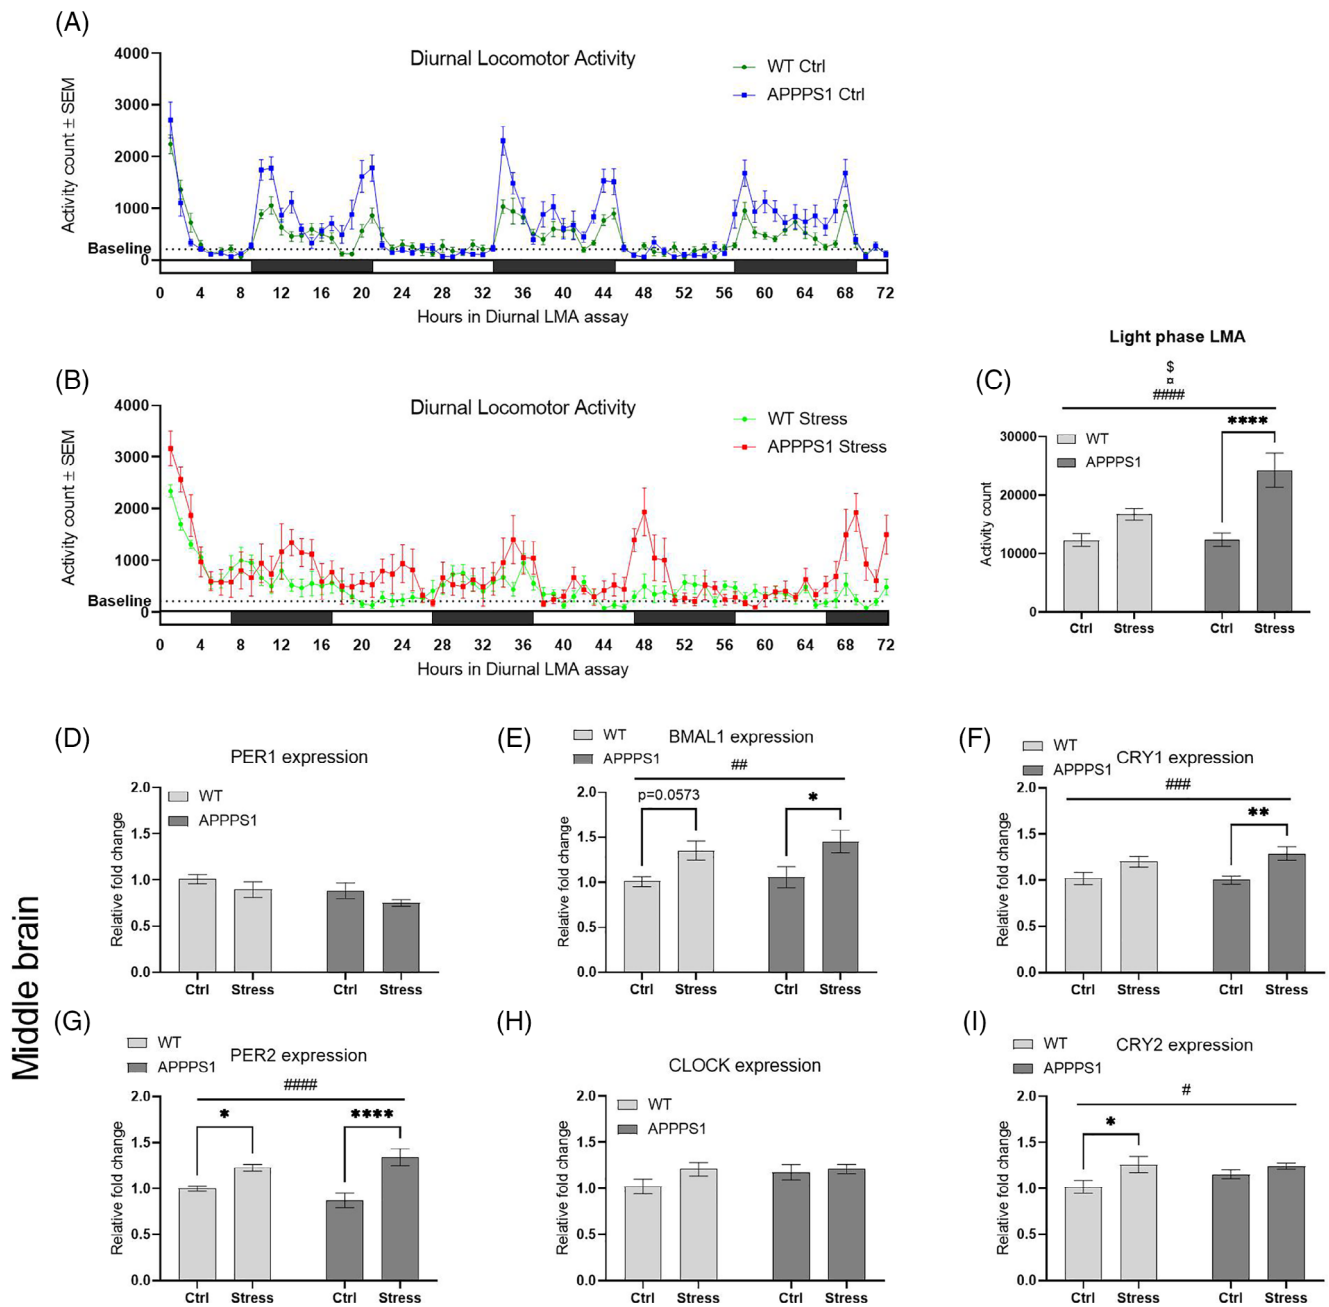 (A)
Diurnal Locomotor Activity
WT Ctrl
APPPS1 Ctrl
Activity count ± SEM
4000
3000
2000
1000
Baseline
0
0 4 8 12 16 20 24 28 32 36 40 44 48 52 56 60 64 68 72
Hours in Diurnal LMA assay
(B)
Diurnal Locomotor Activity
WT Stress
APPPS1 Stress
Activity count ± SEM
4000
3000
2000
1000
Baseline
0
0 4 8 12 16 20 24 28 32 36 40 44 48 52 56 60 64 68 72
Hours in Diurnal LMA assay
Light phase LMA
(C)
$
¤
####
****
WT
APPPS1
Activity count
30000
20000
10000
0
Ctrl Stress Ctrl Stress
Middle brain
(D)
PER1 expression
WT
APPPS1
Relative fold change
2.0
1.5
1.0
0.5
0.0
Ctrl Stress Ctrl Stress
(E)
WT
APPPS1
BMAL1 expression
##
p=0.0573
*
Relative fold change
2.0
1.5
1.0
0.5
0.0
Ctrl Stress Ctrl Stress
(F)
WT
APPPS1
CRY1 expression
###
**
Relative fold change
2.0
1.5
1.0
0.5
0.0
Ctrl Stress Ctrl Stress
(G)
WT
APPPS1
PER2 expression
####
*
****
Relative fold change
2.0
1.5
1.0
0.5
0.0
Ctrl Stress Ctrl Stress
(H)
CLOCK expression
WT
APPPS1
Relative fold change
2.0
1.5
1.0
0.5
0.0
Ctrl Stress Ctrl Stress
(I)
WT
APPPS1
CRY2 expression
#
*
Relative fold change
2.0
1.5
1.0
0.5
0.0
Ctrl Stress Ctrl Stress